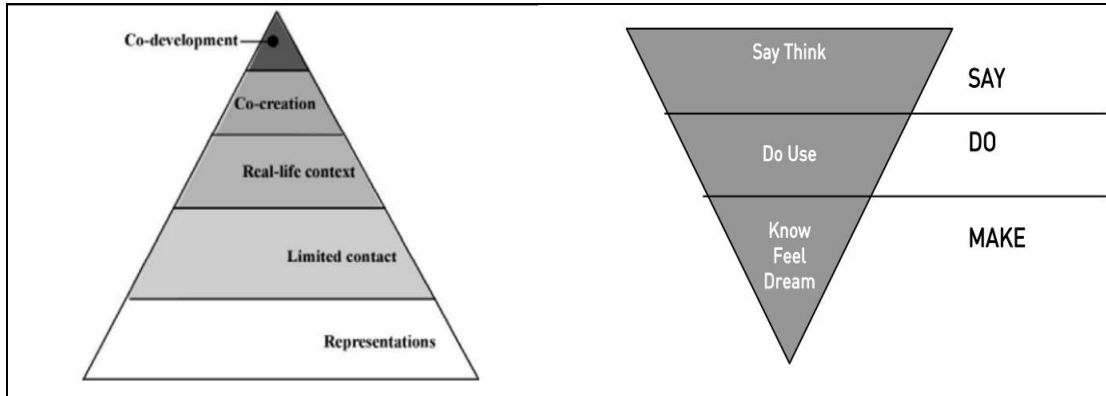 Co-development
Co-creation
Real-life context
Limited contact
Representations
Say Think
SAY
Do Use
DO
Know
Feel
Dream
MAKE